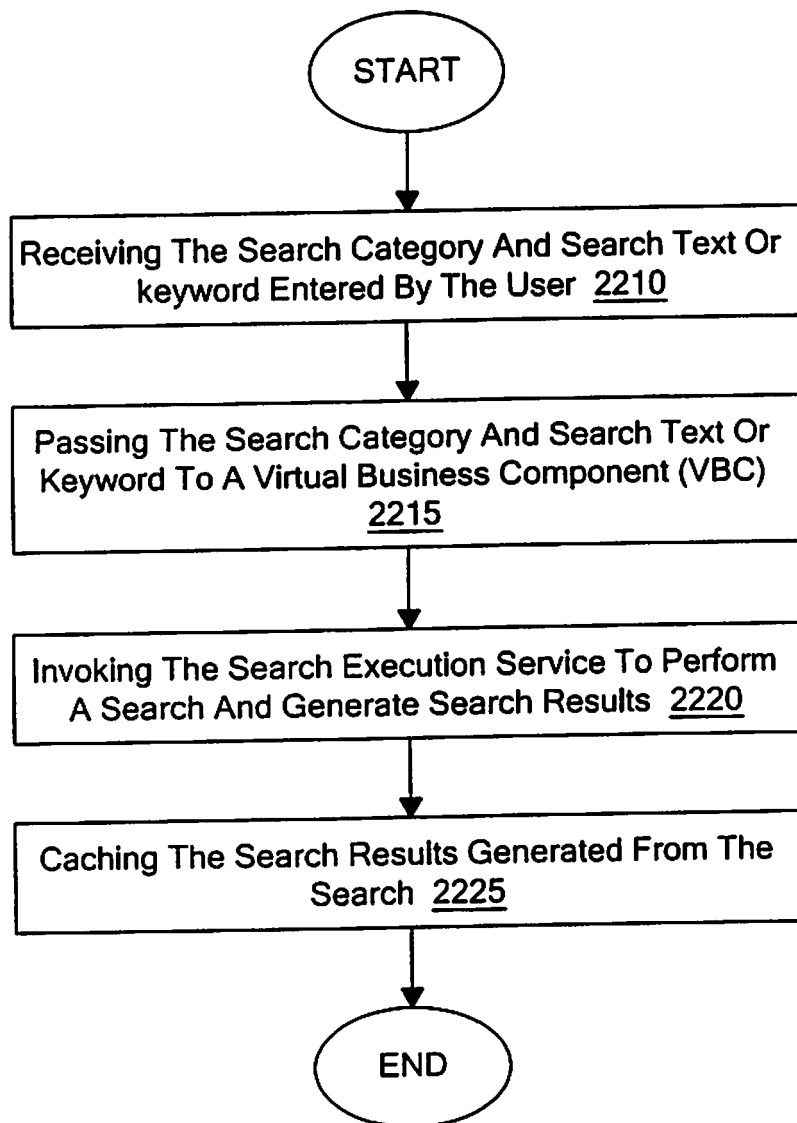 START
Receiving The Search Category And Search Text Or
keyword Entered By The User 2210
Passing The Search Category And Search Text Or
Keyword To A Virtual Business Component (VBC)
2215
Invoking The Search Execution Service To Perform
A Search And Generate Search Results 2220
Caching The Search Results Generated From The
Search 2225
END